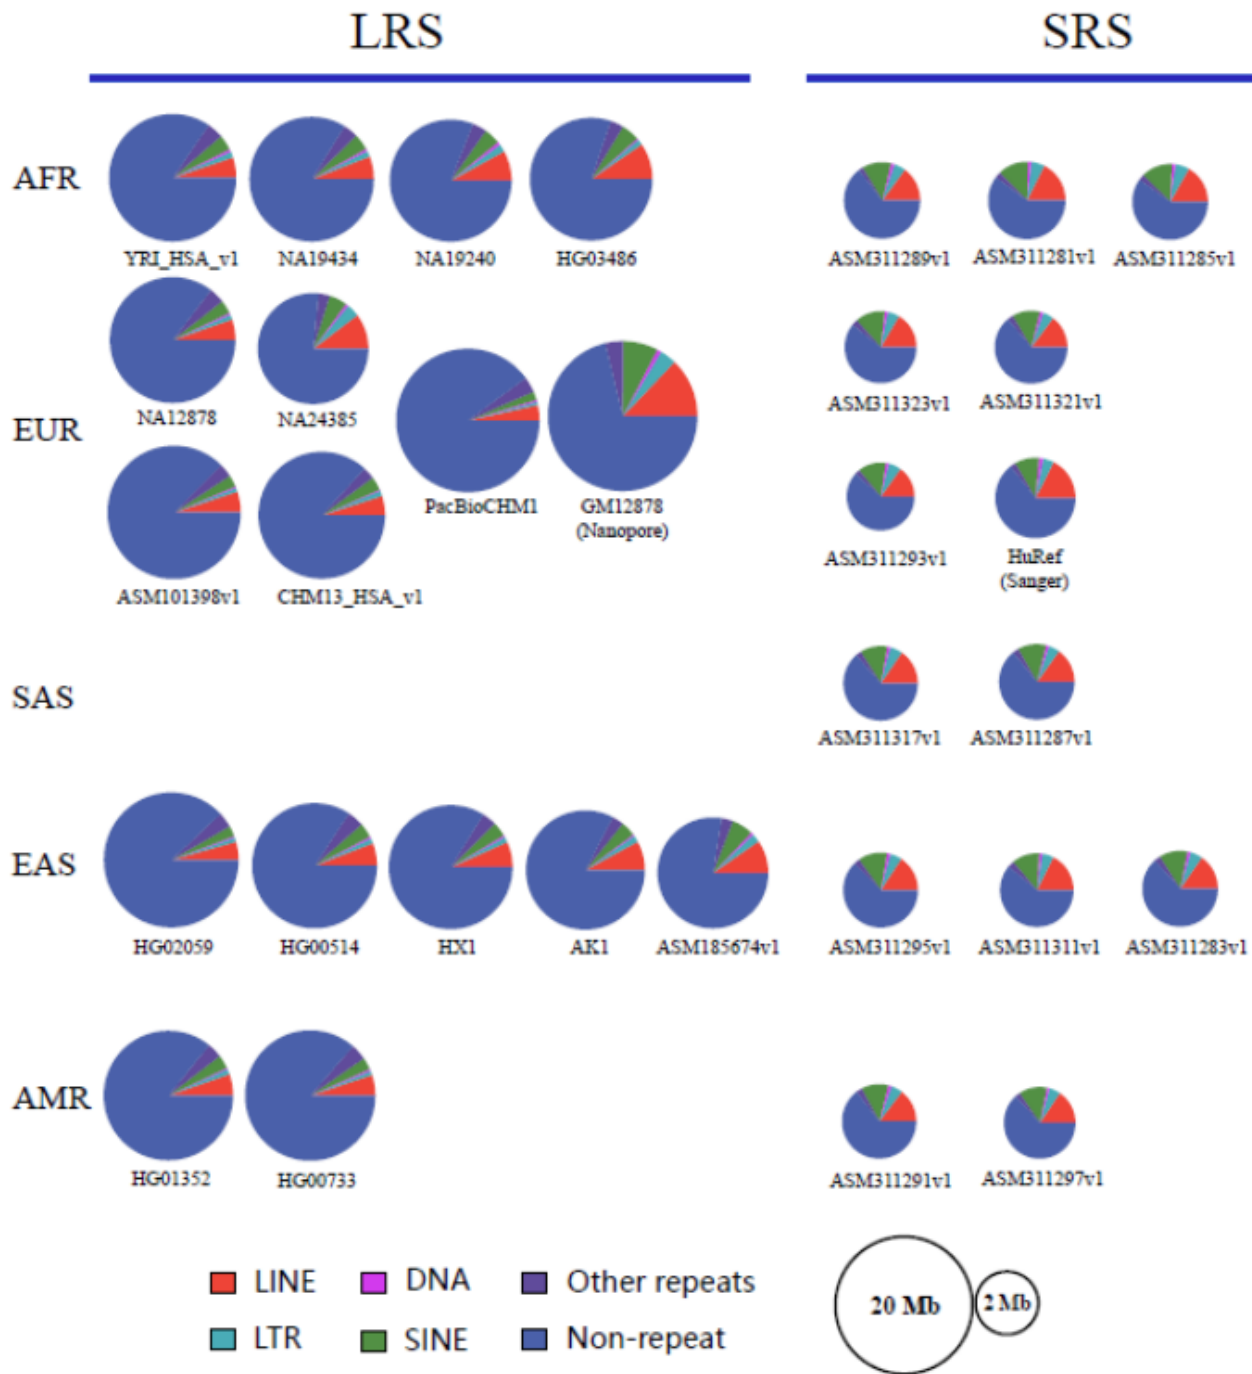 LRS
SRS
AFR
YRI_HSA_v1
NA19434
NA19240
HG03486
ASM311289v1
ASM311281v1
ASM311285v1
EUR
NA12878
NA24385
PacBioCHM1
GM12878
(Nanopore)
ASM311323v1
ASM311321v1
ASM101398v1
CHM13_HSA_v1
ASM311293v1
HuRef
(Sanger)
SAS
ASM311317v1
ASM311287v1
EAS
HG02059
HG00514
HX1
AK1
ASM185674v1
ASM311295v1
ASM311311v1
ASM311283v1
AMR
HG01352
HG00733
ASM311291v1
ASM311297v1
LINE
DNA
Other repeats
LTR
SINE
Non-repeat
20 Mb
2 Mb